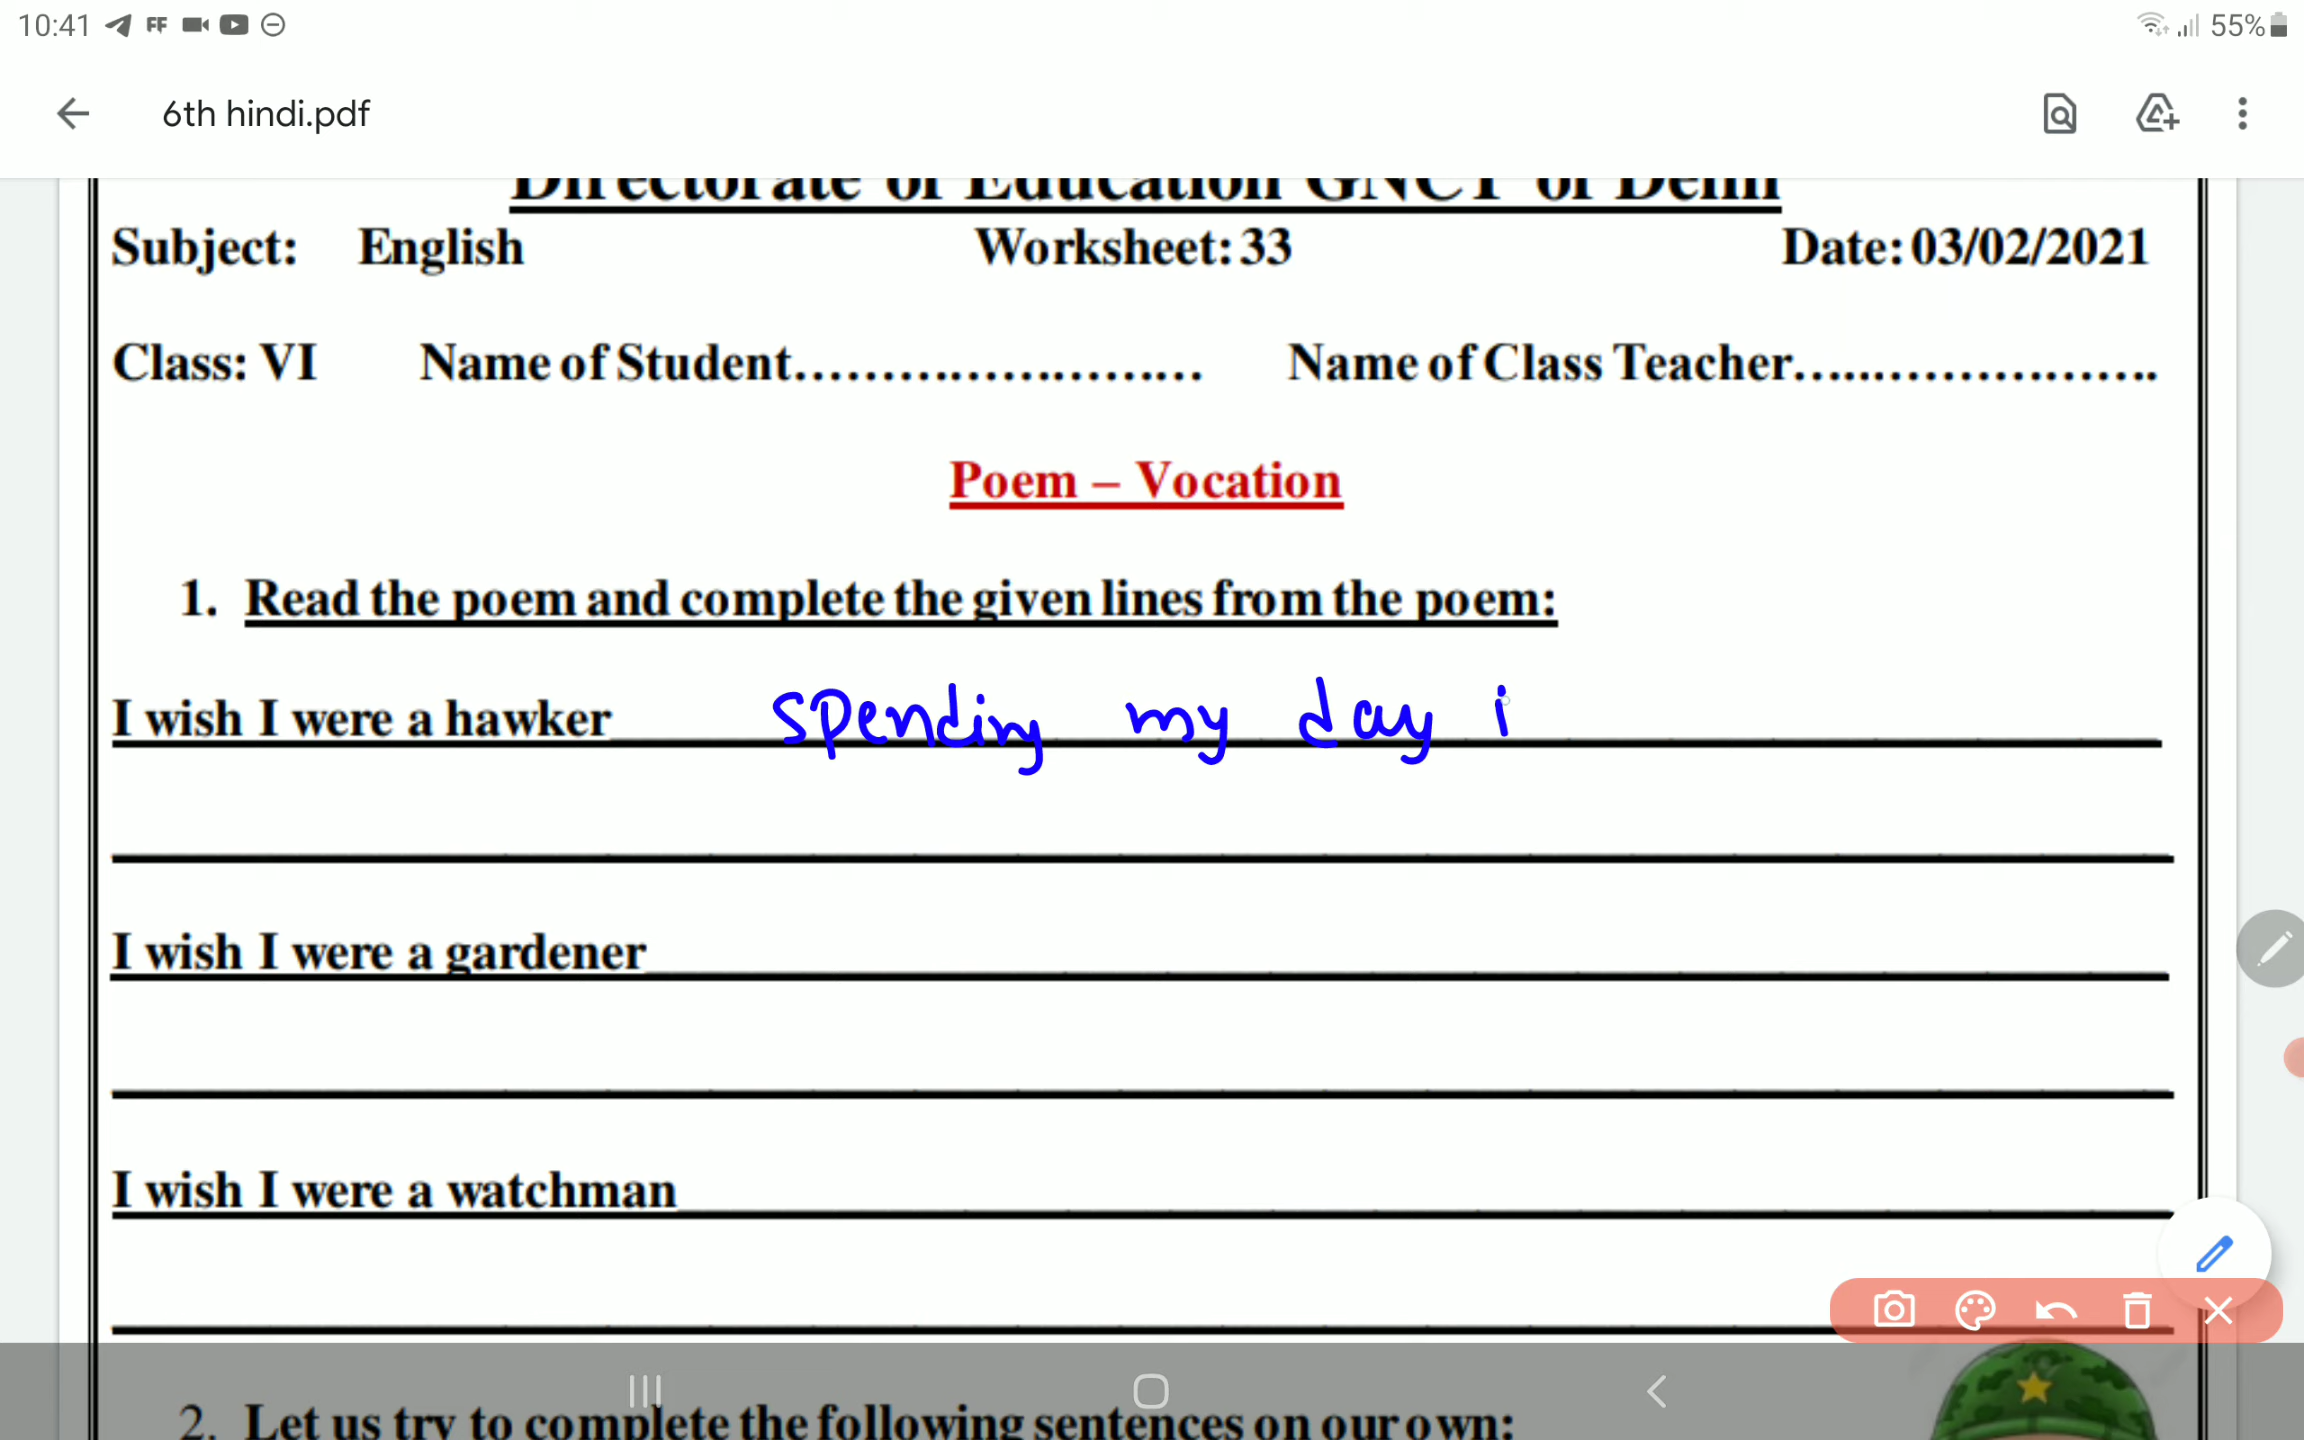 10:41 FF 55%
6th hindi.pdf
Directorate of Education GNCT of Delhi
Subject: English Worksheet: 33 Date: 03/02/2021
Class: VI Name of Student........................... Name of Class Teacher.........................
Poem – Vocation
1. Read the poem and complete the given lines from the poem:
I wish I were a hawker spending my day i
I wish I were a gardener
I wish I were a watchman
2. Let us try to complete the following sentences on our own: